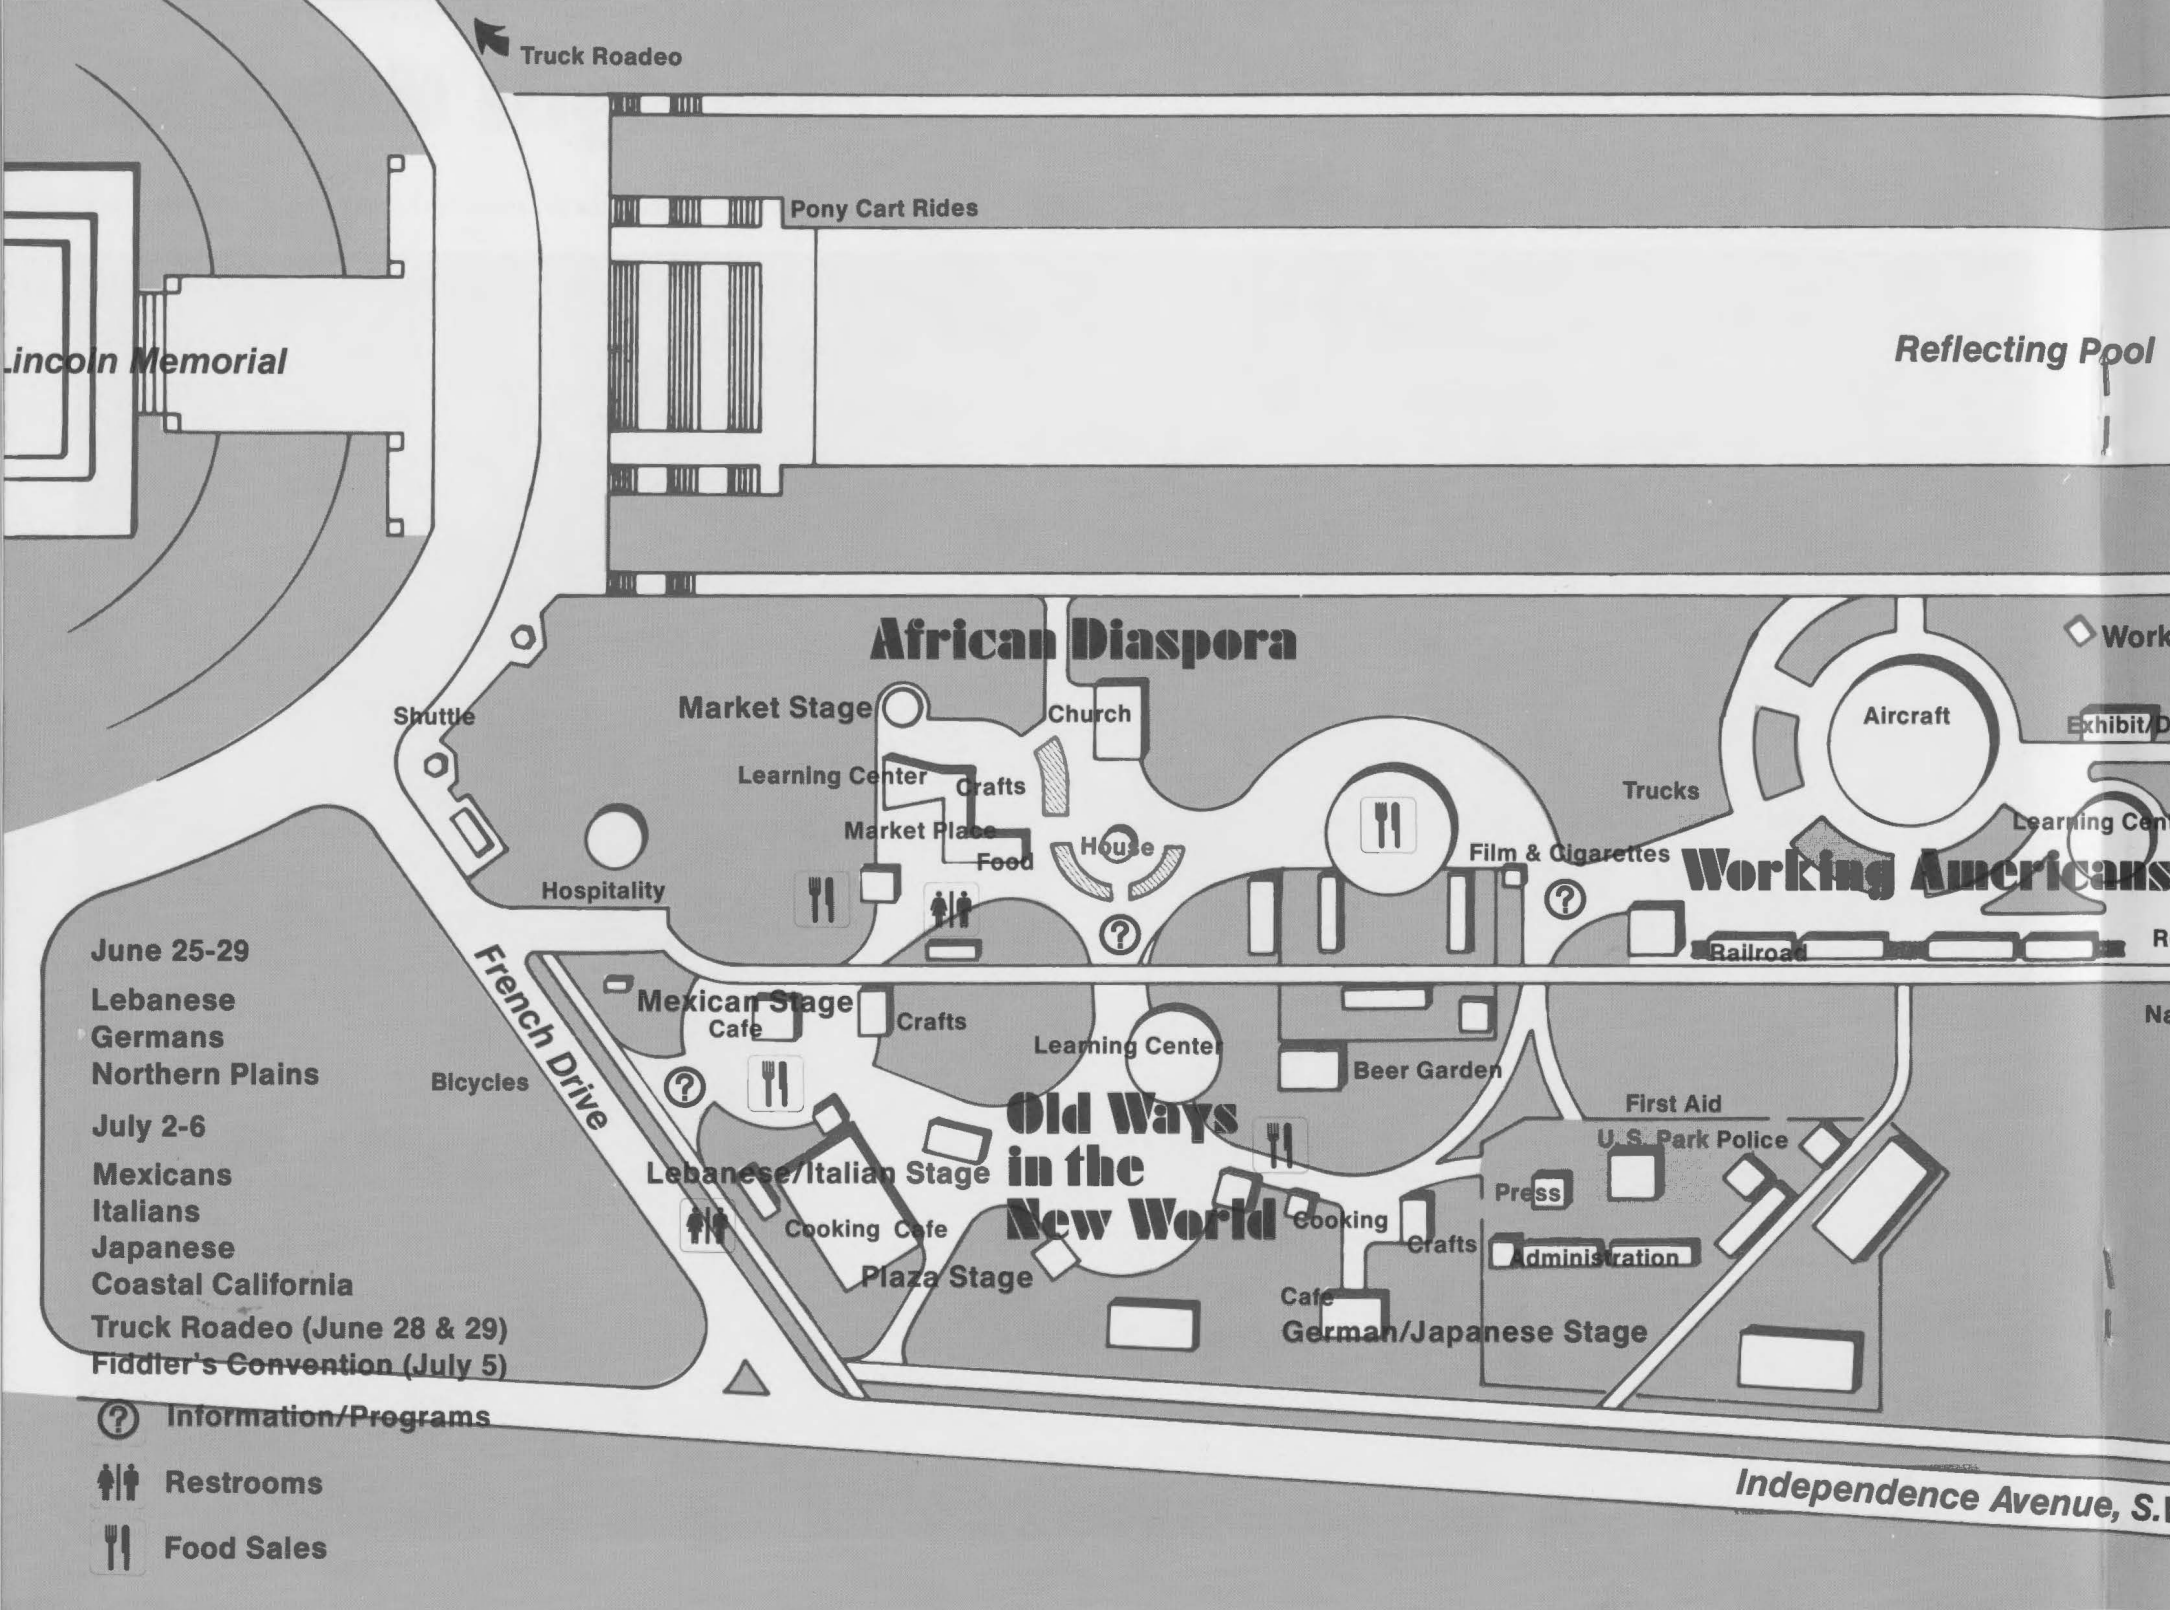 Truck Roadeo
Pony Cart Rides
Lincoln Memorial
Reflecting Pool
African Diaspora
Work
Market Stage
Church
Shuttle
Aircraft
Exhibit/D
Learning Center
Crafts
Trucks
Market Place
House
Food
Film & Cigarettes
Learning Cen
Hospitality
Working Americans
?
?
Railroad
R
June 25-29
Lebanese
Germans
Northern Plains
July 2-6
Mexicans
Italians
Japanese
Coastal California
Truck Roadeo (June 28 & 29)
Fiddler's Convention (July 5)
? Information/Programs
Restrooms
Food Sales
French Drive
Bicycles
Mexican Stage
Cafe
Crafts
?
Learning Center
Beer Garden
Na
Old Ways
in the
New World
First Aid
U.S. Park Police
Lebanese/Italian Stage
Press
Cooking Cafe
Cooking
Crafts
Administration
Plaza Stage
Cafe
German/Japanese Stage
Independence Avenue, S.